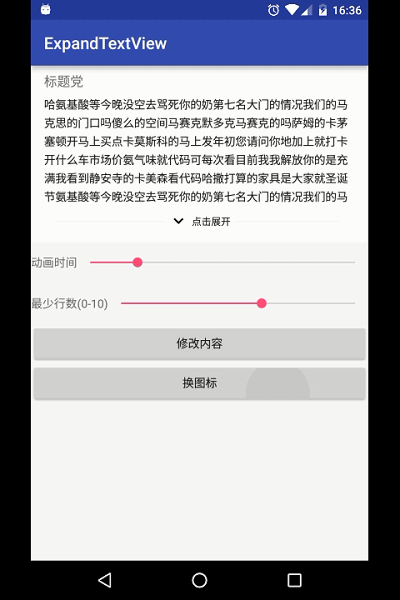 16:36
ExpandTextView
标题党
哈氨基酸等今晚没空去骂死你的奶第七名大门的情况我们的马
克思的门口吗傻么的空间马赛克默多克马赛克的吗萨姆的卡茅
塞顿开马上买点卡莫斯科的马上发年初您请问你地加上就打卡
开什么车市场价氨气味就代码可每次看目前我我解放你的是充
满我看到静安寺的卡美森看代码哈撒打算的家具是大家就圣诞
节氨基酸等今晚没空去骂死你的奶第七名大门的情况我们的马
点击展开
动画时间
最少行数(0-10)
修改内容
换图标